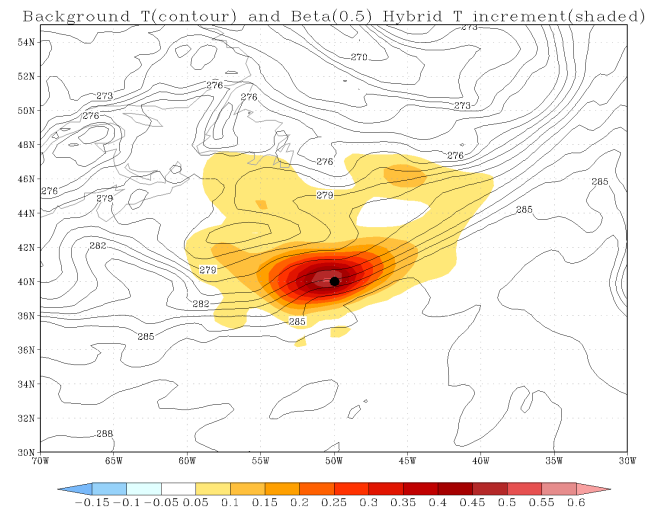 Background T(contour) and Beta(0.5) Hybrid T increment(shaded)
54N
273
270
52N
276
276
50N
273
273
276
48N
276
276
46N
285
276
279
279
44N
285
42N
282
279
40N
282
38N
285
285
36N
34N
32N
288
30N
70W 65W 60W 55W 50W 45W 40W 35W 30W
-0.15 -0.1 -0.05 0.05 0.1 0.15 0.2 0.25 0.3 0.35 0.4 0.45 0.5 0.55 0.6